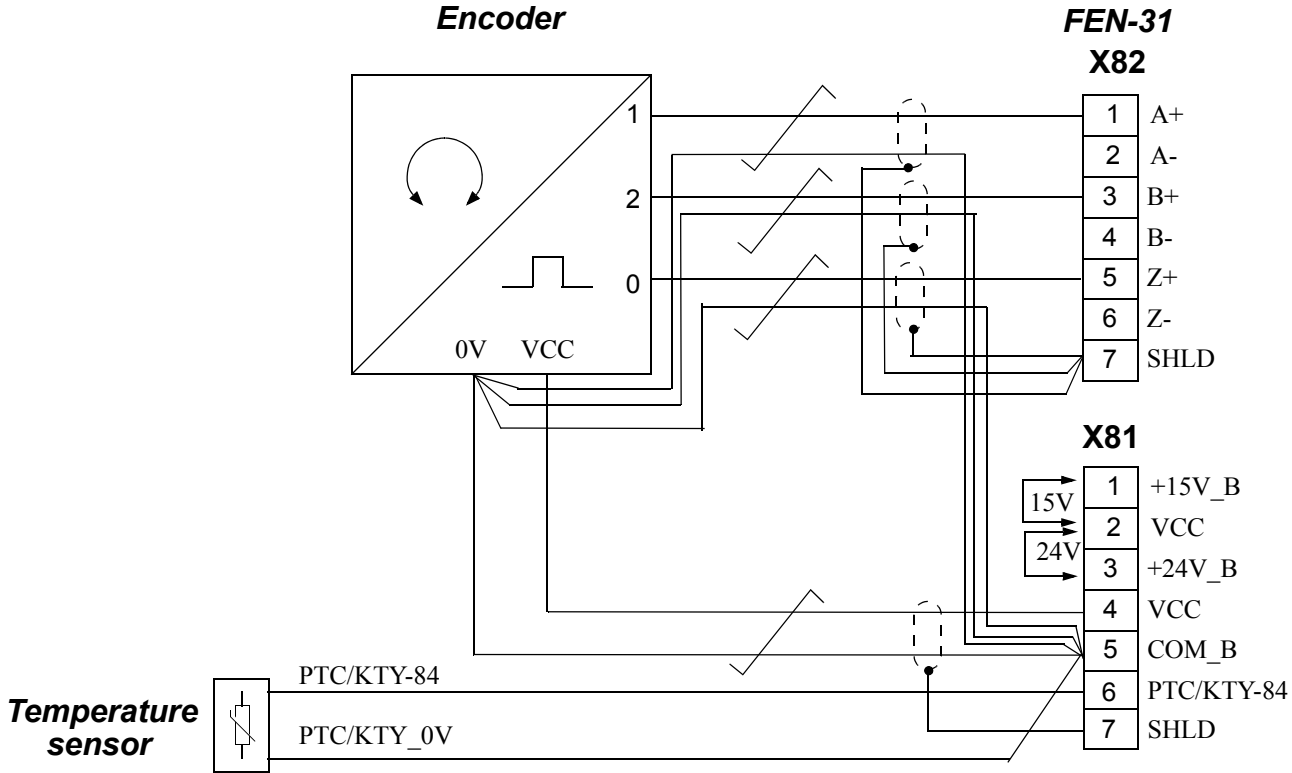 Encoder
FEN-31
X82
1
1 A+
2 A-
2
3 B+
4 B-
0
5 Z+
6 Z-
0V VCC
7 SHLD
X81
1 +15V_B
15V
2 VCC
24V
3 +24V_B
4 VCC
5 COM_B
PTC/KTY-84
6 PTC/KTY-84
Temperature
sensor
PTC/KTY_0V
7 SHLD